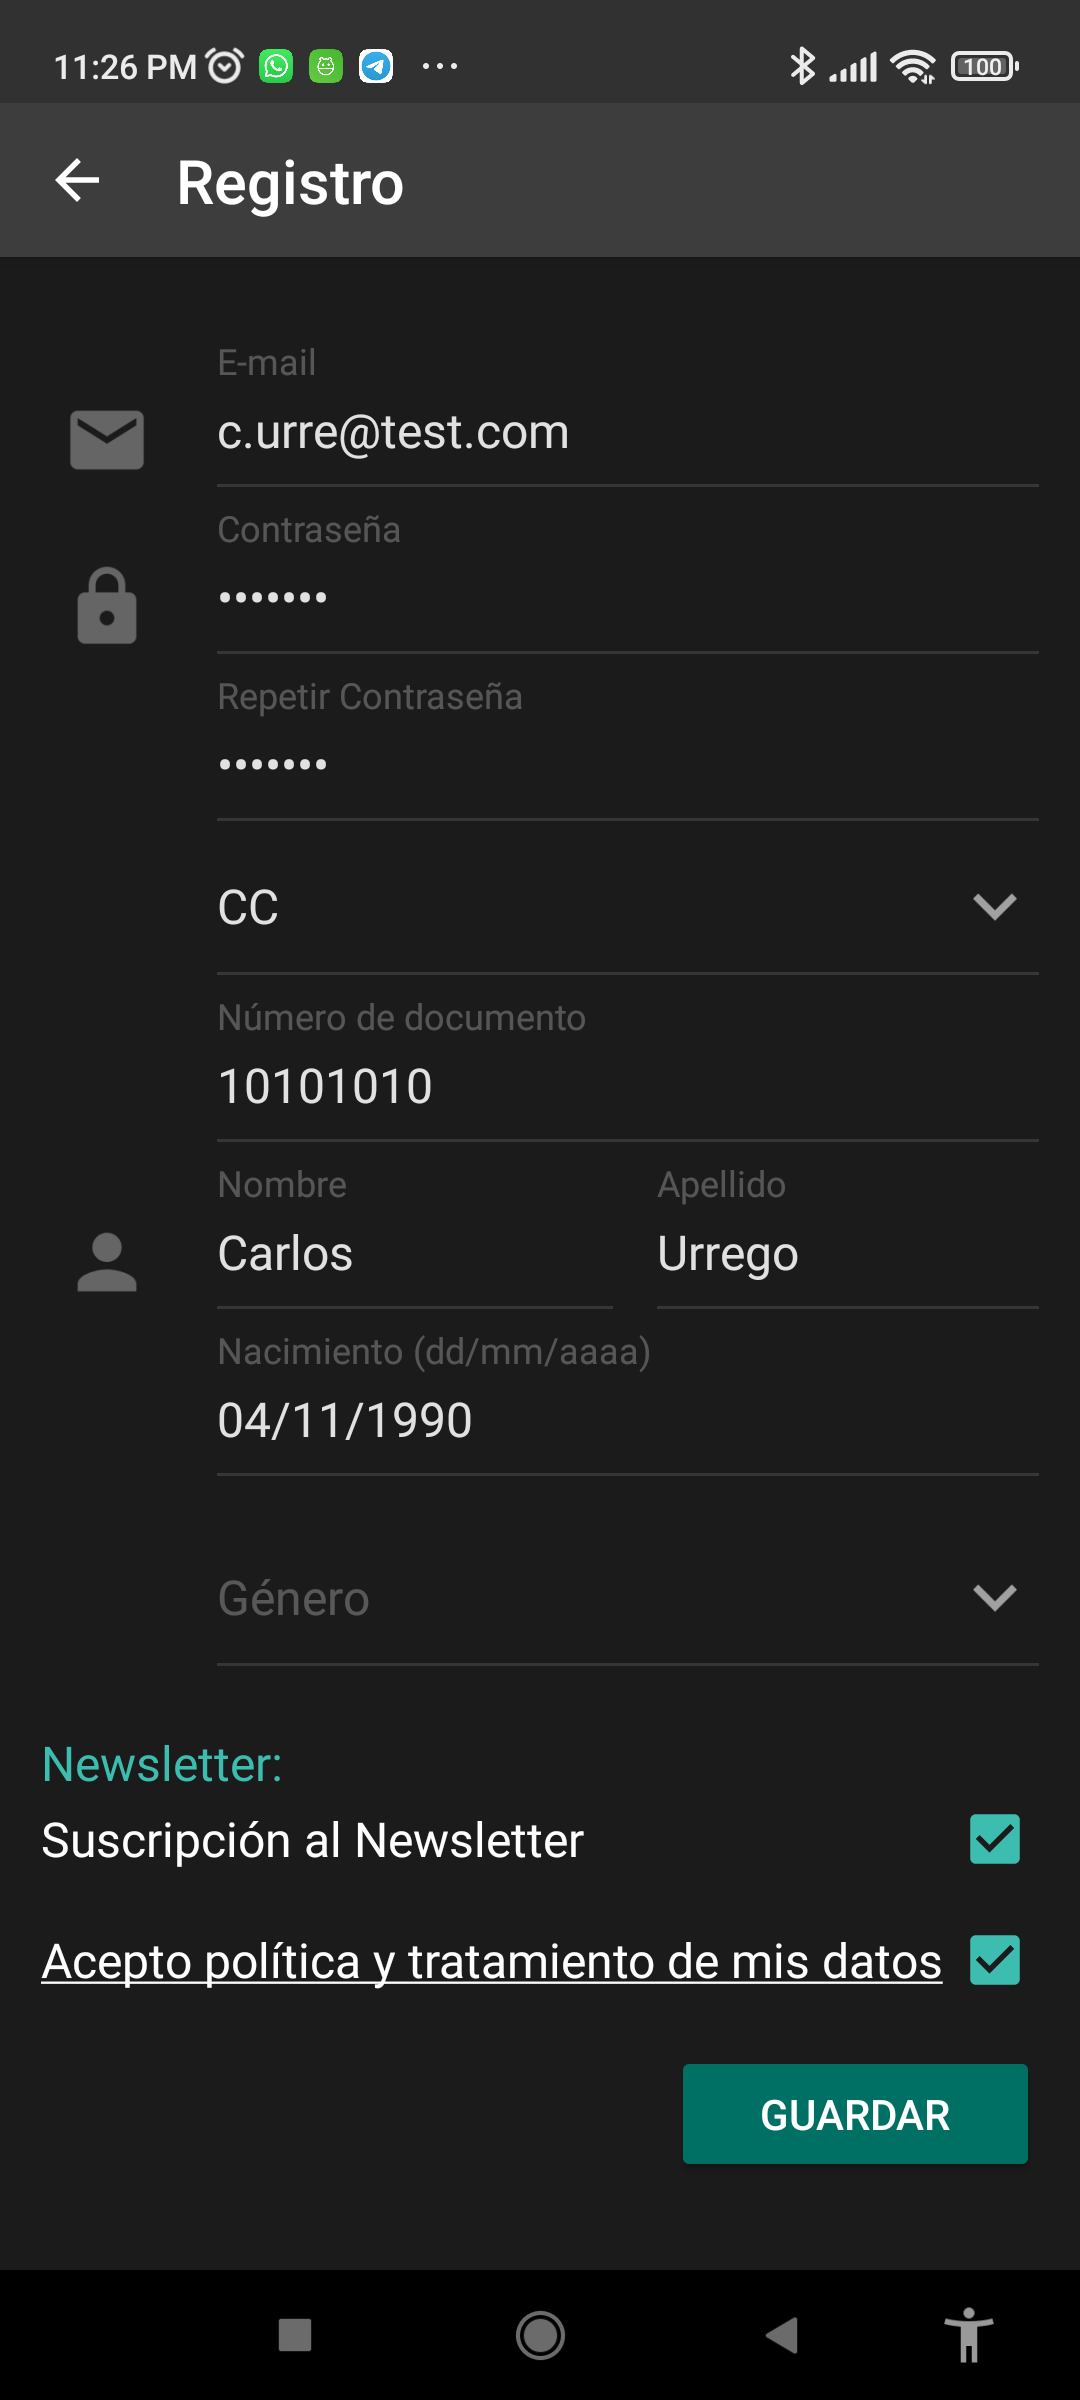 11:26 PM
100
Registro
E-mail
c.urre@test.com
Contraseña
•••••••
Repetir Contraseña
•••••••
CC
Número de documento
10101010
Nombre Apellido
Carlos Urrego
Nacimiento (dd/mm/aaaa)
04/11/1990
Género
Newsletter:
Suscripción al Newsletter
Acepto política y tratamiento de mis datos
GUARDAR